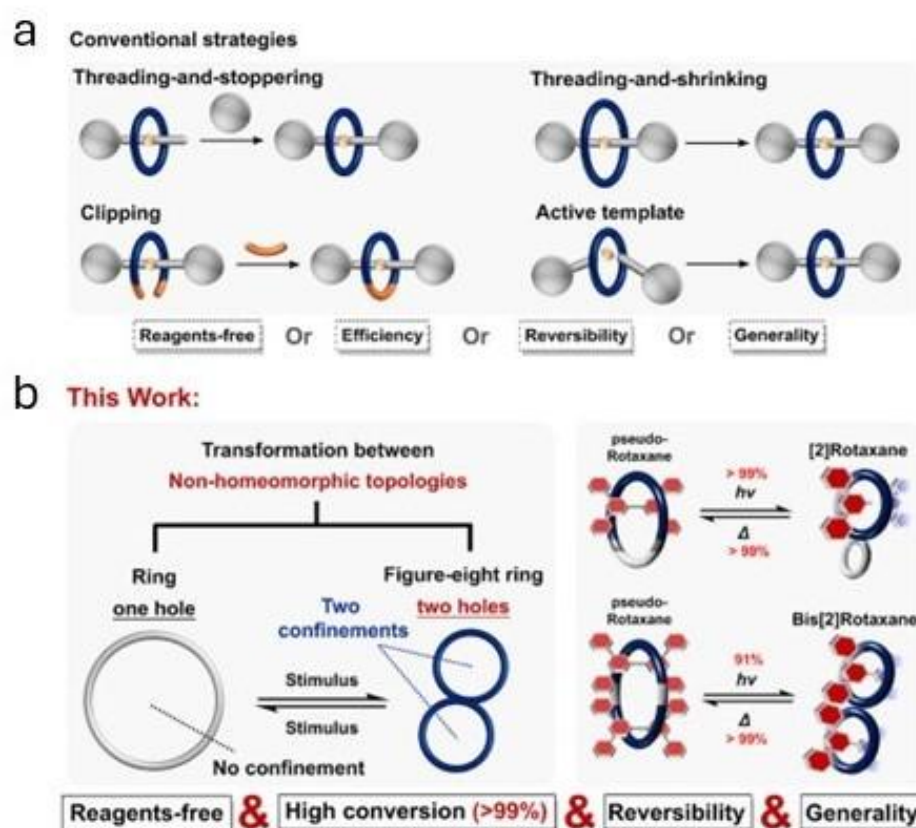 a
Conventional strategies
Threading-and-stoppering
Threading-and-shrinking
Clipping
Active template
Reagents-free Or Efficiency Or Reversibility Or Generality
b
This Work:
Transformation between
Non-homeomorphic topologies
Ring
one hole
Figure-eight ring
two holes
Two
confinements
Stimulus
Stimulus
No confinement
pseudo-
Rotaxane
> 99%
hν
Δ
> 99%
[2]Rotaxane
pseudo-
Rotaxane
91%
hν
Δ
> 99%
Bis[2]Rotaxane
Reagents-free & High conversion (>99%) & Reversibility & Generality